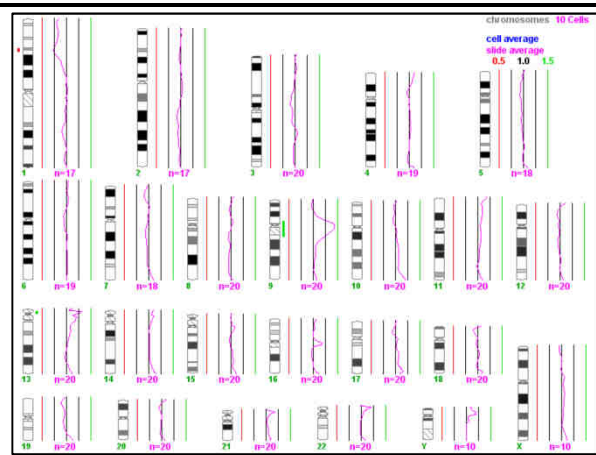 chromosomes 10 Cells
cell average
slide average
0.5 1.0 1.5
1 n=17
2 n=17
3 n=20
4 n=19
5 n=18
6 n=19
7 n=18
8 n=20
9 n=20
10 n=20
11 n=20
12 n=20
13 n=20
14 n=20
15 n=20
16 n=20
17 n=20
18 n=20
19 n=20
20 n=20
21 n=20
22 n=20
Y n=10
X n=10